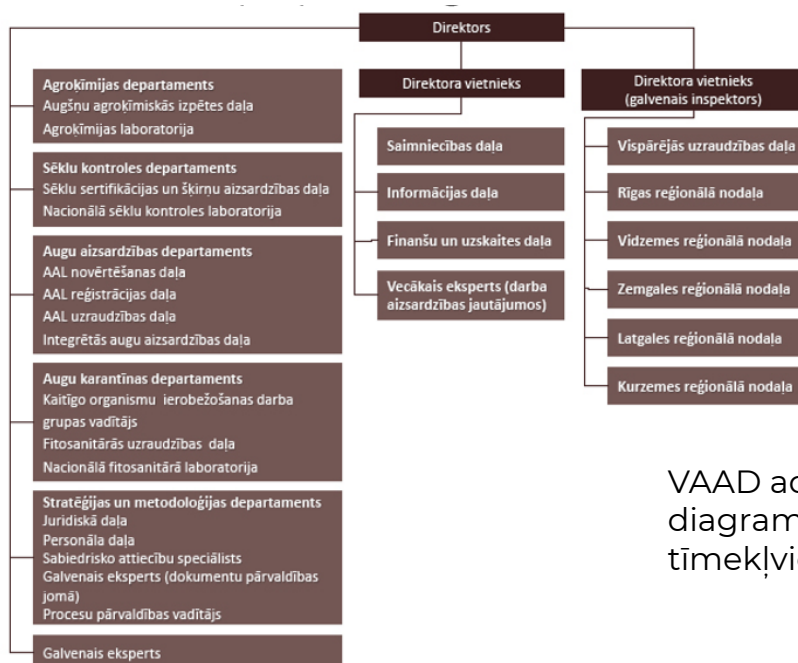 Direktors
Agroķīmijas departaments
Augšņu agroķīmiskās izpētes daļa
Agroķīmijas laboratorija
Sēklu kontroles departaments
Sēklu sertifikācijas un šķirņu aizsardzības daļa
Nacionālā sēklu kontroles laboratorija
Augu aizsardzības departaments
AAL novērtēšanas daļa
AAL reģistrācijas daļa
AAL uzraudzības daļa
Integrētās augu aizsardzības daļa
Augu karantīnas departaments
Kaitīgo organismu ierobežošanas darba
grupas vadītājs
Fitosanitārās uzraudzības daļa
Nacionālā fitosanitārā laboratorija
Stratēģijas un metodoloģijas departaments
Juridiskā daļa
Personāla daļa
Sabiedrisko attiecību speciālists
Galvenais eksperts (dokumentu pārvaldības
jomā)
Procesu pārvaldības vadītājs
Galvenais eksperts
Direktora vietnieks
Saimniecības daļa
Informācijas daļa
Finanšu un uzskaites daļa
Vecākais eksperts (darba
aizsardzības jautājumos)
Direktora vietnieks
(galvenais inspektors)
Vispārējās uzraudzības daļa
Rīgas reģionālā nodaļa
Vidzemes reģionālā nodaļa
Zemgales reģionālā nodaļa
Latgales reģionālā nodaļa
Kurzemes reģionālā nodaļa
VAAD
diagram